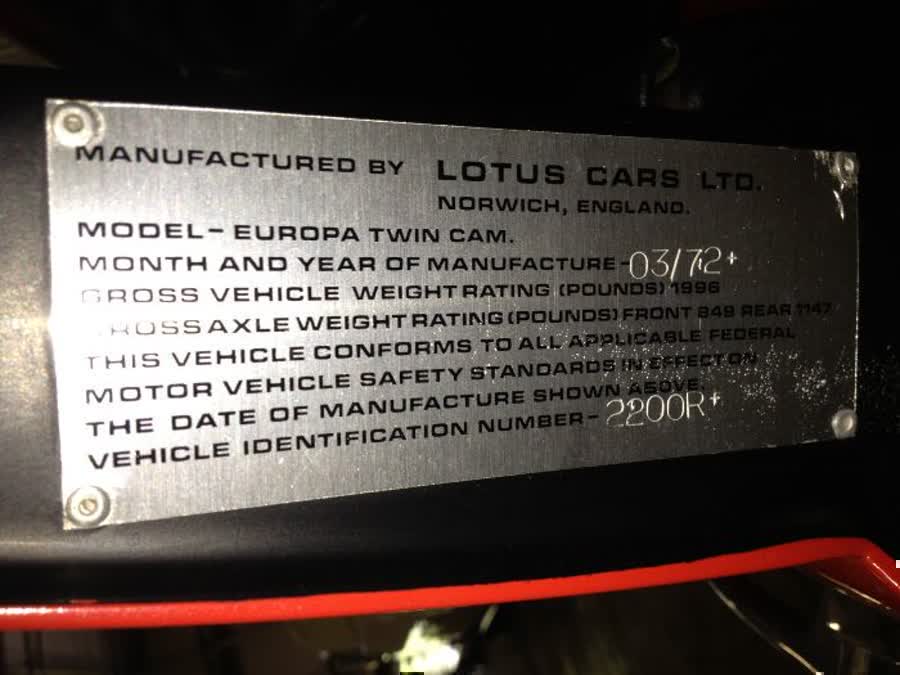 MANUFACTURED BY LOTUS CARS LTD.
NORWICH, ENGLAND.
MODEL- EUROPA TWIN CAM.
MONTH AND YEAR OF MANUFACTURE-03/72+
GROSS VEHICLE WEIGHT RATING (POUNDS) 1996
GROSS AXLE WEIGHT RATING (POUNDS) FRONT 849 REAR 1147
THIS VEHICLE CONFORMS TO ALL APPLICABLE FEDERAL
MOTOR VEHICLE SAFETY STANDARDS IN EFFECT ON
THE DATE OF MANUFACTURE SHOWN ABOVE.
VEHICLE IDENTIFICATION NUMBER- 2200R+